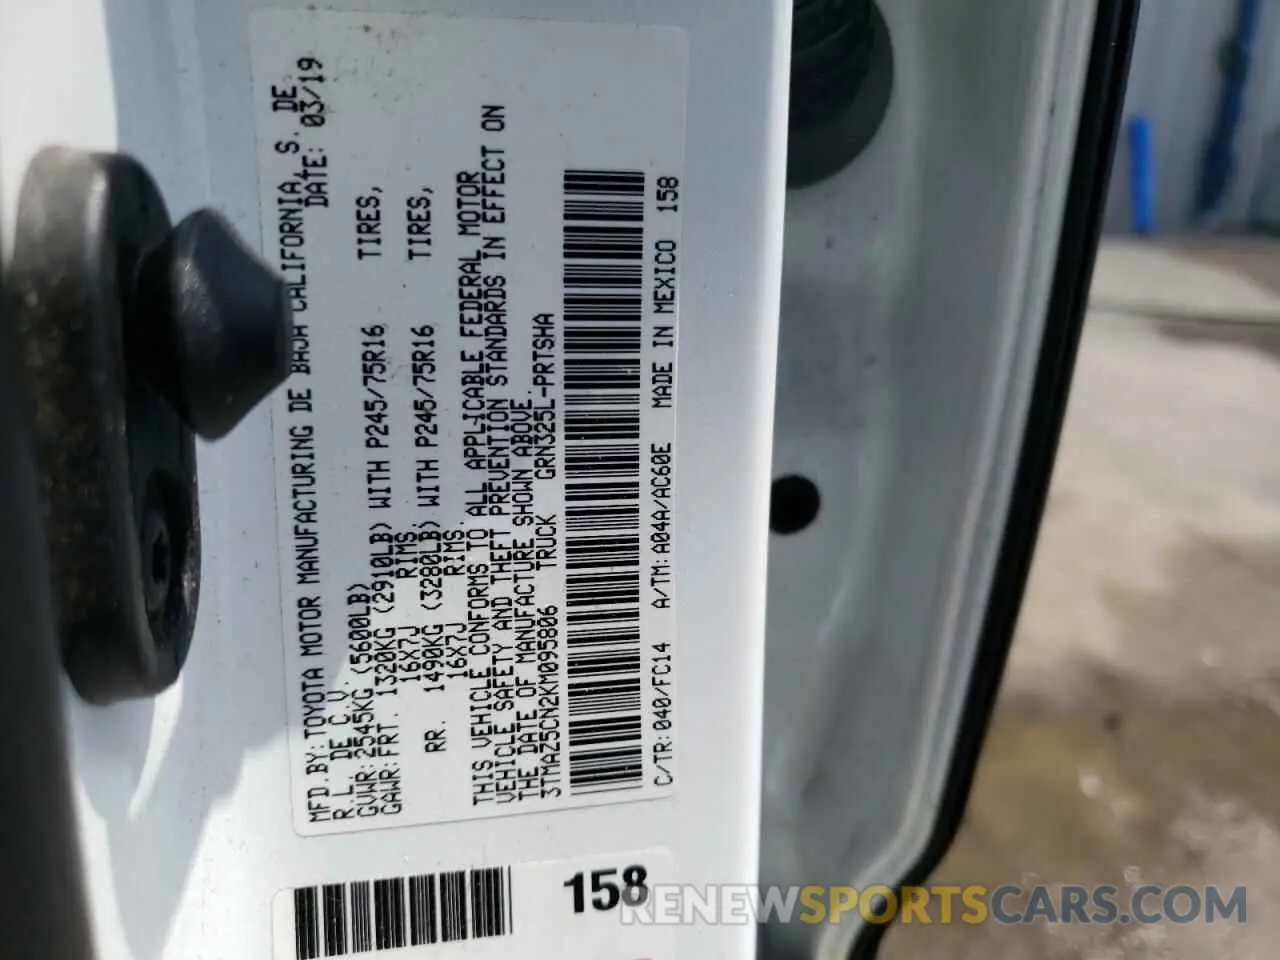 MFD.BY:TOYOTA MOTOR MANUFACTURING DE BAJA CALIFORNIA,S. DE
R.L. DE C.V. DATE: 03/19
GVWR:2545KG (5600LB)
GAWR:FRT. 1320KG (2910LB) WITH P245/75R16 TIRES,
16X7J RIMS.
RR. 1490KG (3280LB) WITH P245/75R16 TIRES,
16X7J RIMS.
THIS VEHICLE CONFORMS TO ALL APPLICABLE FEDERAL MOTOR
VEHICLE SAFETY AND THEFT PREVENTION STANDARDS IN EFFECT ON
THE DATE OF MANUFACTURE SHOWN ABOVE.
3TMAZ5CN2KM095806 TRUCK GRN325L-PRTSHA
C/TR:040/FC14 A/TM:A04A/AC60E MADE IN MEXICO 158
158
RENEWSPORTSCARS.COM